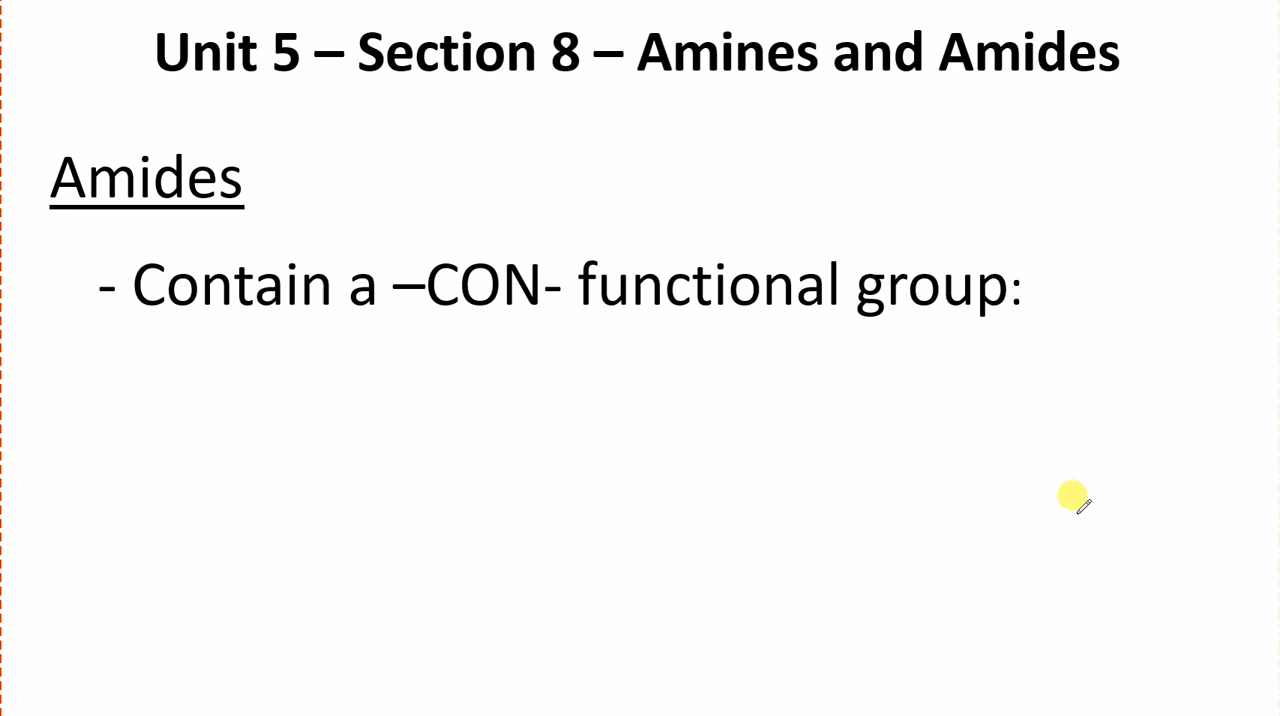 Unit 5 – Section 8 – Amines and Amides
Amides
- Contain a –CON- functional group: